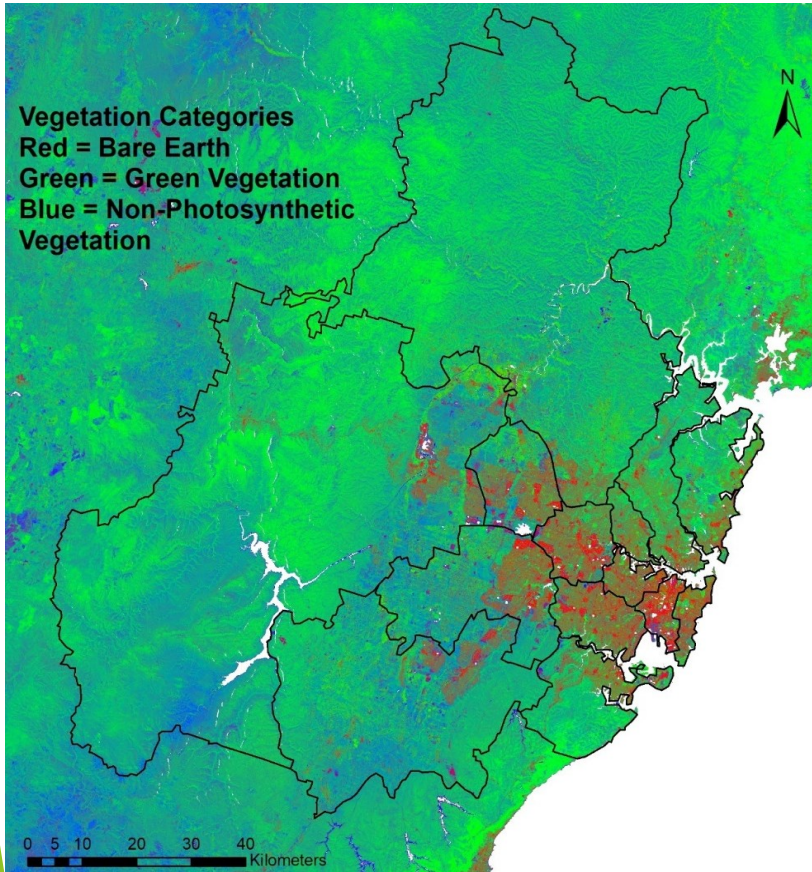 N
Vegetation Categories
Red = Bare Earth
Green = Green Vegetation
Blue = Non-Photosynthetic
Vegetation
0 5 10 20 30 40
Kilometers